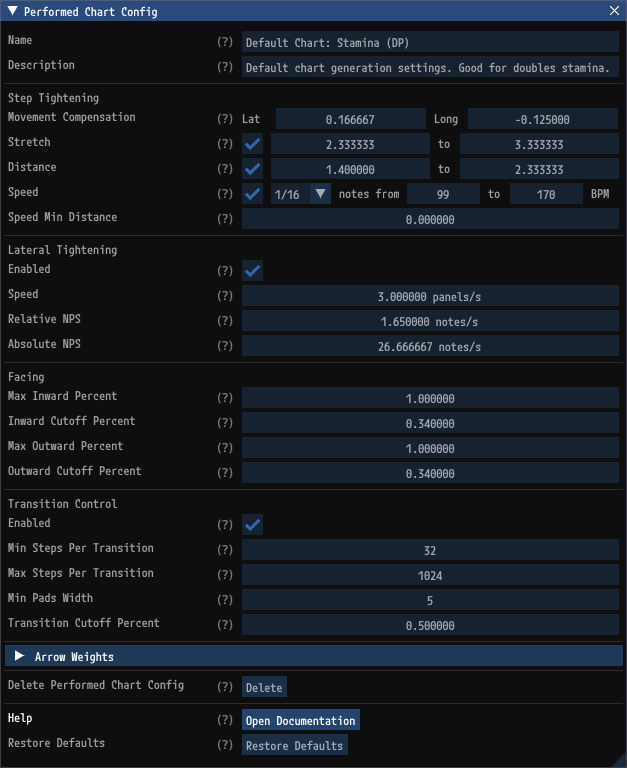 Performed Chart Config
Name (?) Default Chart: Stamina (DP)
Description (?) Default chart generation settings. Good for doubles stamina.
Step Tightening
Movement Compensation (?) Lat 0.166667 Long -0.125000
Stretch (?) 2.333333 to 3.333333
Distance (?) 1.400000 to 2.333333
Speed (?) 1/16 notes from 99 to 170 BPM
Speed Min Distance (?) 0.000000
Lateral Tightening
Enabled (?)
Speed (?) 3.000000 panels/s
Relative NPS (?) 1.650000 notes/s
Absolute NPS (?) 26.666667 notes/s
Facing
Max Inward Percent (?) 1.000000
Inward Cutoff Percent (?) 0.340000
Max Outward Percent (?) 1.000000
Outward Cutoff Percent (?) 0.340000
Transition Control
Enabled (?)
Min Steps Per Transition (?) 32
Max Steps Per Transition (?) 1024
Min Pads Width (?) 5
Transition Cutoff Percent (?) 0.500000
Arrow Weights
Delete Performed Chart Config (?) Delete
Help (?) Open Documentation
Restore Defaults (?) Restore Defaults